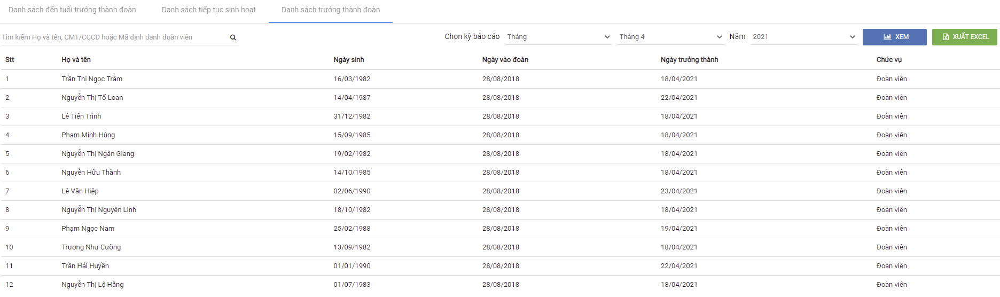 Danh sách đến tuổi trưởng thành đoàn Danh sách tiếp tục sinh hoạt Danh sách trưởng thành đoàn
Tìm kiếm Họ và tên, CMT/CCCD hoặc Mã định danh đoàn viên Chọn kỳ báo cáo Tháng Tháng 4 Năm 2021 XEM XUẤT EXCEL
Stt Họ và tên Ngày sinh Ngày vào đoàn Ngày trưởng thành Chức vụ
1 Trần Thị Ngọc Trâm 16/03/1982 28/08/2018 18/04/2021 Đoàn viên
2 Nguyễn Thị Tố Loan 14/04/1987 28/08/2018 22/04/2021 Đoàn viên
3 Lê Tiến Trình 31/12/1982 28/08/2018 18/04/2021 Đoàn viên
4 Phạm Minh Hùng 15/09/1985 28/08/2018 18/04/2021 Đoàn viên
5 Nguyễn Thị Ngân Giang 19/02/1982 28/08/2018 18/04/2021 Đoàn viên
6 Nguyễn Hữu Thành 14/10/1985 28/08/2018 18/04/2021 Đoàn viên
7 Lê Văn Hiệp 02/06/1990 28/08/2018 23/04/2021 Đoàn viên
8 Nguyễn Thị Nguyên Linh 18/10/1982 28/08/2018 18/04/2021 Đoàn viên
9 Phạm Ngọc Nam 25/02/1988 28/08/2018 19/04/2021 Đoàn viên
10 Trương Như Cưỡng 13/09/1982 28/08/2018 18/04/2021 Đoàn viên
11 Trần Hải Huyền 01/01/1990 28/08/2018 22/04/2021 Đoàn viên
12 Nguyễn Thị Lệ Hằng 01/07/1983 28/08/2018 18/04/2021 Đoàn viên